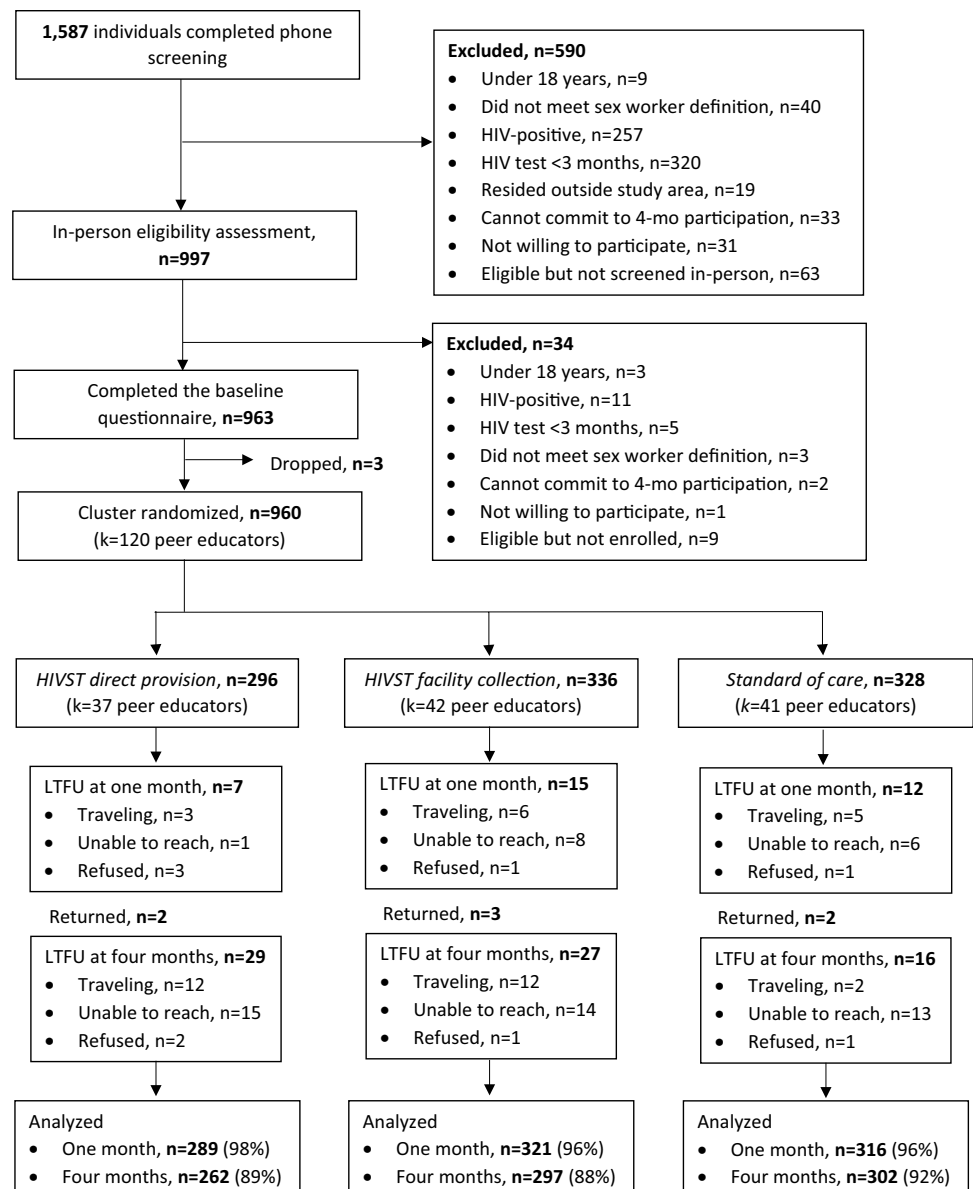 1,587 individuals completed phone
screening
Excluded, n=590
• Under 18 years, n=9
• Did not meet sex worker definition, n=40
• HIV-positive, n=257
• HIV test <3 months, n=320
• Resided outside study area, n=19
• Cannot commit to 4-mo participation, n=33
• Not willing to participate, n=31
• Eligible but not screened in-person, n=63
In-person eligibility assessment,
n=997
Excluded, n=34
• Under 18 years, n=3
• HIV-positive, n=11
• HIV test <3 months, n=5
• Did not meet sex worker definition, n=3
• Cannot commit to 4-mo participation, n=2
• Not willing to participate, n=1
• Eligible but not enrolled, n=9
Completed the baseline
questionnaire, n=963
Dropped, n=3
Cluster randomized, n=960
(k=120 peer educators)
HIVST direct provision, n=296
(k=37 peer educators)
LTFU at one month, n=7
• Traveling, n=3
• Unable to reach, n=1
• Refused, n=3
Returned, n=2
LTFU at four months, n=29
• Traveling, n=12
• Unable to reach, n=15
• Refused, n=2
Analyzed
• One month, n=289 (98%)
• Four months, n=262 (89%)
HIVST facility collection, n=336
(k=42 peer educators)
LTFU at one month, n=15
• Traveling, n=6
• Unable to reach, n=8
• Refused, n=1
Returned, n=3
LTFU at four months, n=27
• Traveling, n=12
• Unable to reach, n=14
• Refused, n=1
Analyzed
• One month, n=321 (96%)
• Four months, n=297 (88%)
Standard of care, n=328
(k=41 peer educators)
LTFU at one month, n=12
• Traveling, n=5
• Unable to reach, n=6
• Refused, n=1
Returned, n=2
LTFU at four months, n=16
• Traveling, n=2
• Unable to reach, n=13
• Refused, n=1
Analyzed
• One month, n=316 (96%)
• Four months, n=302 (92%)